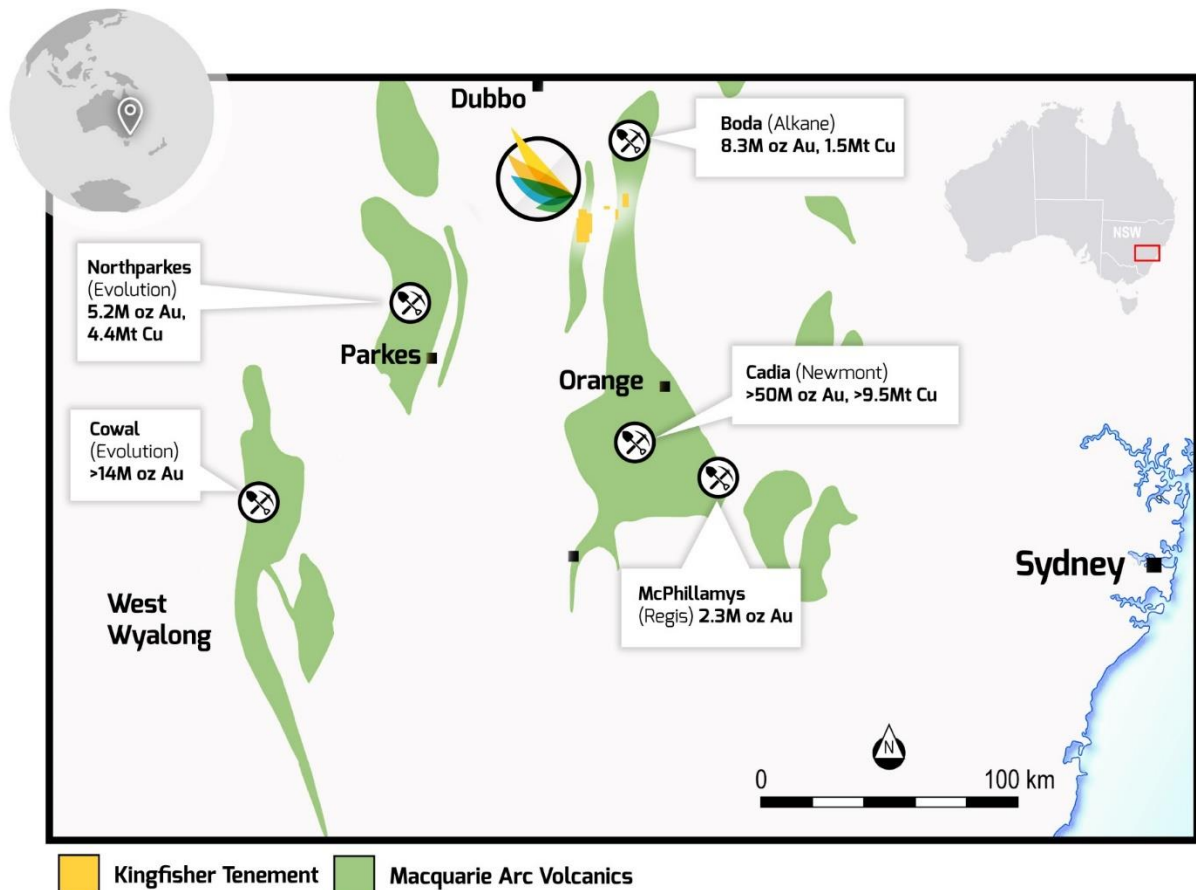 Dubbo
Boda (Alkane)
8.3M oz Au, 1.5Mt Cu
NSW
Northparkes
(Evolution)
5.2M oz Au,
4.4Mt Cu
Parkes
Orange
Cadia (Newmont)
>50M oz Au, >9.5Mt Cu
Cowal
(Evolution)
>14M oz Au
West
Wyalong
McPhillamys
(Regis) 2.3M oz Au
Sydney
N
0 100 km
Kingfisher Tenement Macquarie Arc Volcanics